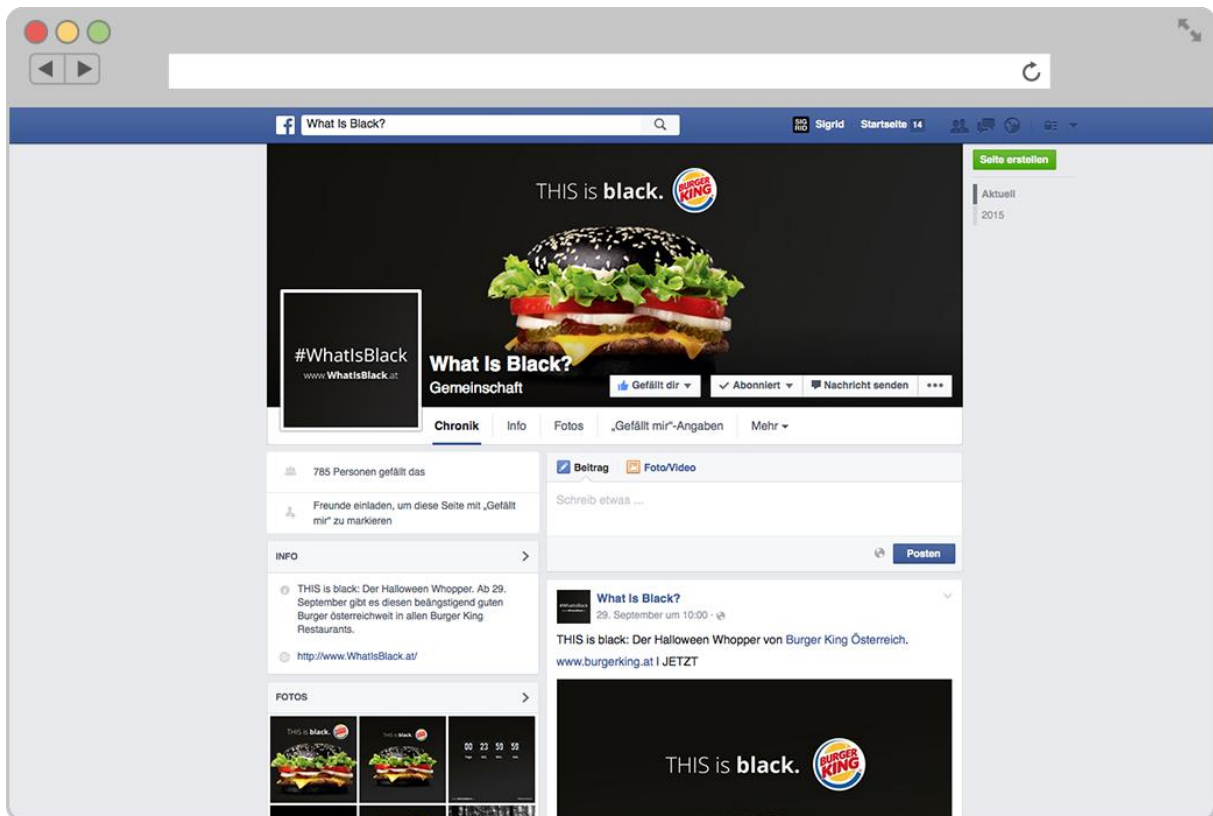 What Is Black?
SIG
RID
Sigrid
Startseite 14
Seite erstellen
Aktuell
2015
THIS is black.
BURGER
KING
#WhatIsBlack
www.WhatIsBlack.at
What Is Black?
Gemeinschaft
Gefällt dir
Abonniert
Nachricht senden
Chronik Info Fotos „Gefällt mir“-Angaben Mehr
785 Personen gefällt das
Freunde einladen, um diese Seite mit „Gefällt
mir“ zu markieren
INFO
THIS is black: Der Halloween Whopper. Ab 29.
September gibt es diesen beängstigend guten
Burger österreichweit in allen Burger King
Restaurants.
http://www.WhatIsBlack.at/
FOTOS
THIS is black.
THIS is black.
00 23 59 59
Beitrag Foto/Video
Schreib etwas ...
Posten
#WhatIsBlack
What Is Black?
29. September um 10:00 ·
THIS is black: Der Halloween Whopper von Burger King Österreich.
www.burgerking.at I JETZT
THIS is black.
BURGER
KING